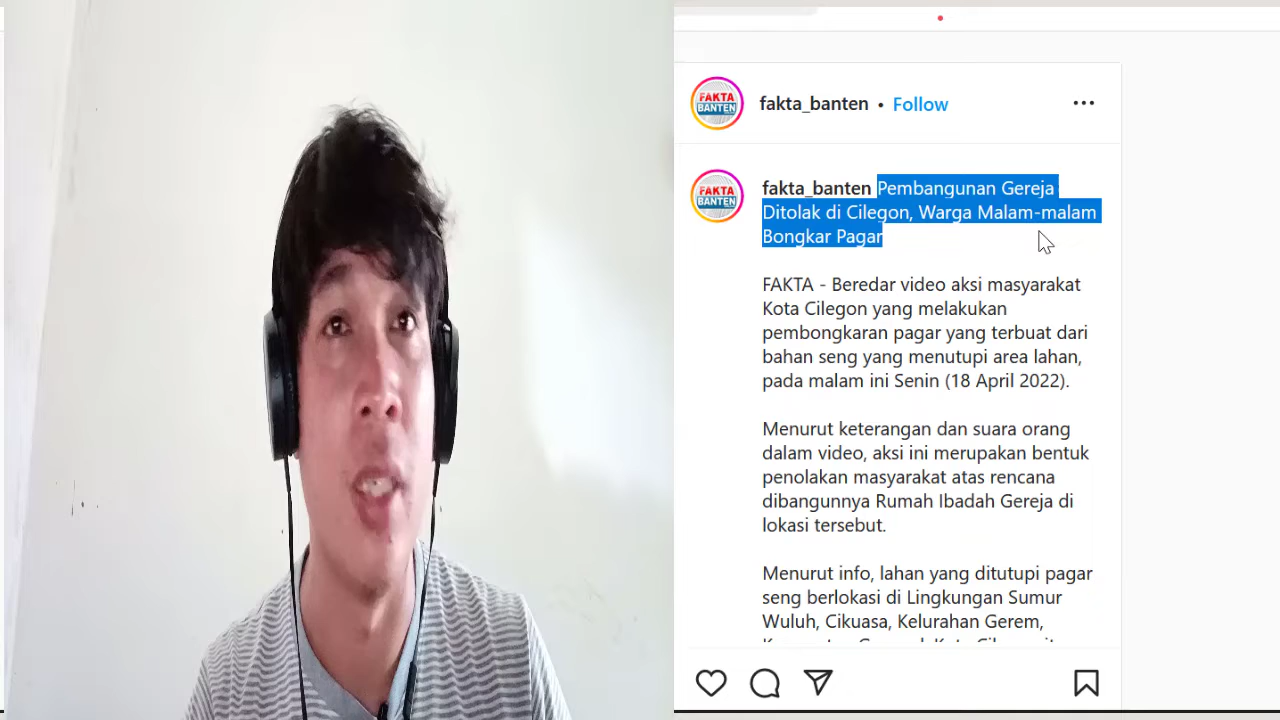 FAKTA
BANTEN
fakta_banten • Follow
FAKTA
BANTEN
fakta_banten Pembangunan Gereja
Ditolak di Cilegon, Warga Malam-malam
Bongkar Pagar
FAKTA - Beredar video aksi masyarakat
Kota Cilegon yang melakukan
pembongkaran pagar yang terbuat dari
bahan seng yang menutupi area lahan,
pada malam ini Senin (18 April 2022).
Menurut keterangan dan suara orang
dalam video, aksi ini merupakan bentuk
penolakan masyarakat atas rencana
dibangunnya Rumah Ibadah Gereja di
lokasi tersebut.
Menurut info, lahan yang ditutupi pagar
seng berlokasi di Lingkungan Sumur
Wuluh, Cikuasa, Kelurahan Gerem,